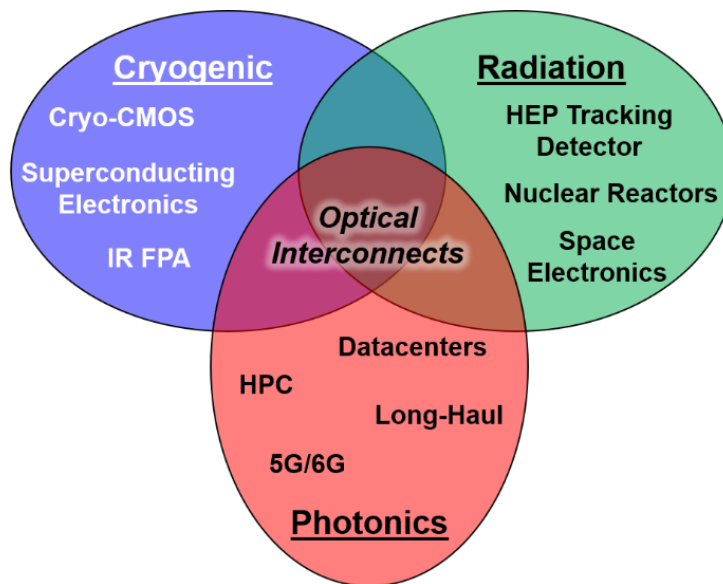 Cryogenic
Cryo-CMOS
Superconducting
Electronics
IR FPA
Radiation
HEP Tracking
Detector
Nuclear Reactors
Space
Electronics
Optical
Interconnects
Datacenters
HPC
Long-Haul
5G/6G
Photonics